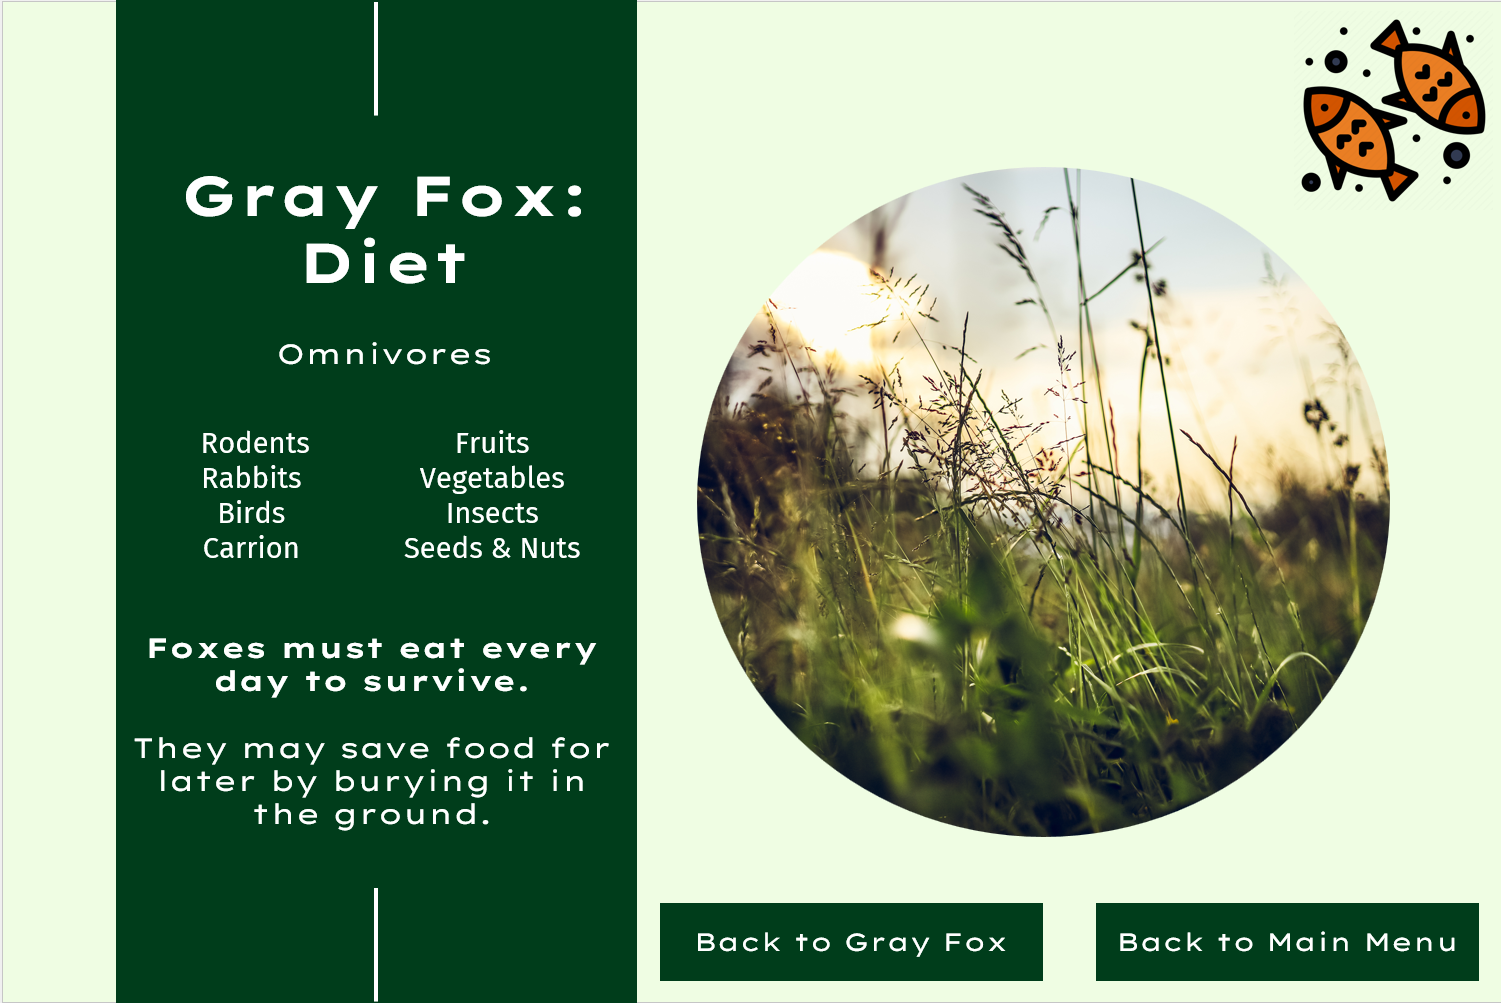 Gray Fox:
Diet
Omnivores
Rodents
Rabbits
Birds
Carrion
Fruits
Vegetables
Insects
Seeds & Nuts
Foxes must eat every
day to survive.
They may save food for
later by burying it in
the ground.
Back to Gray Fox
Back to Main Menu